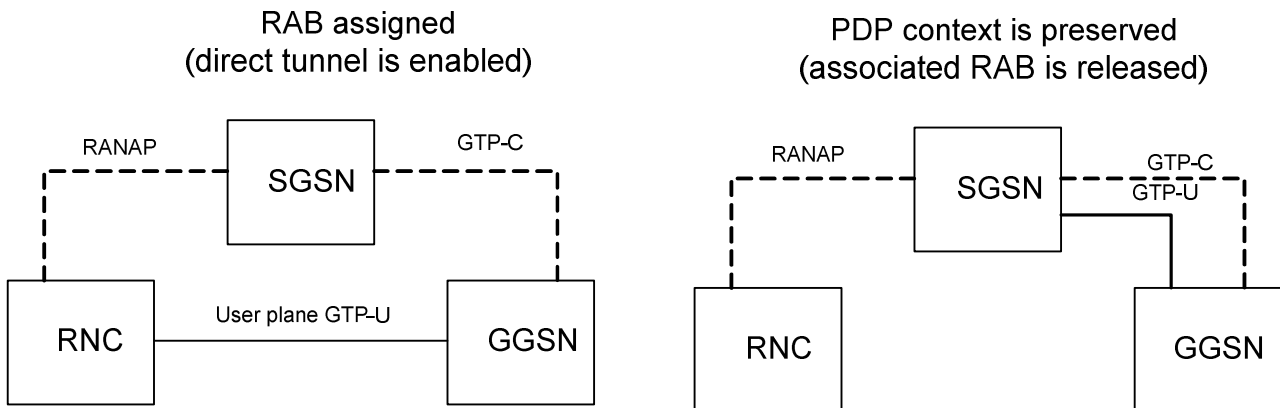 RAB assigned
(direct tunnel is enabled)
RANAP
SGSN
GTP-C
RNC
User plane GTP-U
GGSN
PDP context is preserved
(associated RAB is released)
RANAP
SGSN
GTP-C
GTP-U
RNC
GGSN